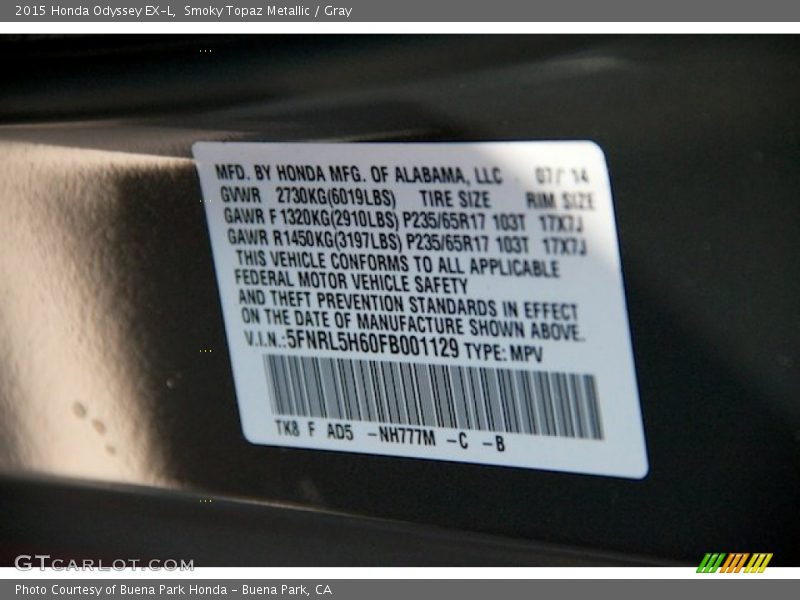 2015 Honda Odyssey EX-L, Smoky Topaz Metallic / Gray
MFD. BY HONDA MFG. OF ALABAMA, LLC 07/ 14
GVWR 2730KG(6019LBS) TIRE SIZE RIM SIZE
GAWR F 1320KG(2910LBS) P235/65R17 103T 17X7J
GAWR R1450KG(3197LBS) P235/65R17 103T 17X7J
THIS VEHICLE CONFORMS TO ALL APPLICABLE
FEDERAL MOTOR VEHICLE SAFETY
AND THEFT PREVENTION STANDARDS IN EFFECT
ON THE DATE OF MANUFACTURE SHOWN ABOVE.
V.I.N.:5FNRL5H60FB001129 TYPE: MPV
TK8 F AD5 -NH777M -C -B
GTCARLOT.COM
Photo Courtesy of Buena Park Honda - Buena Park, CA